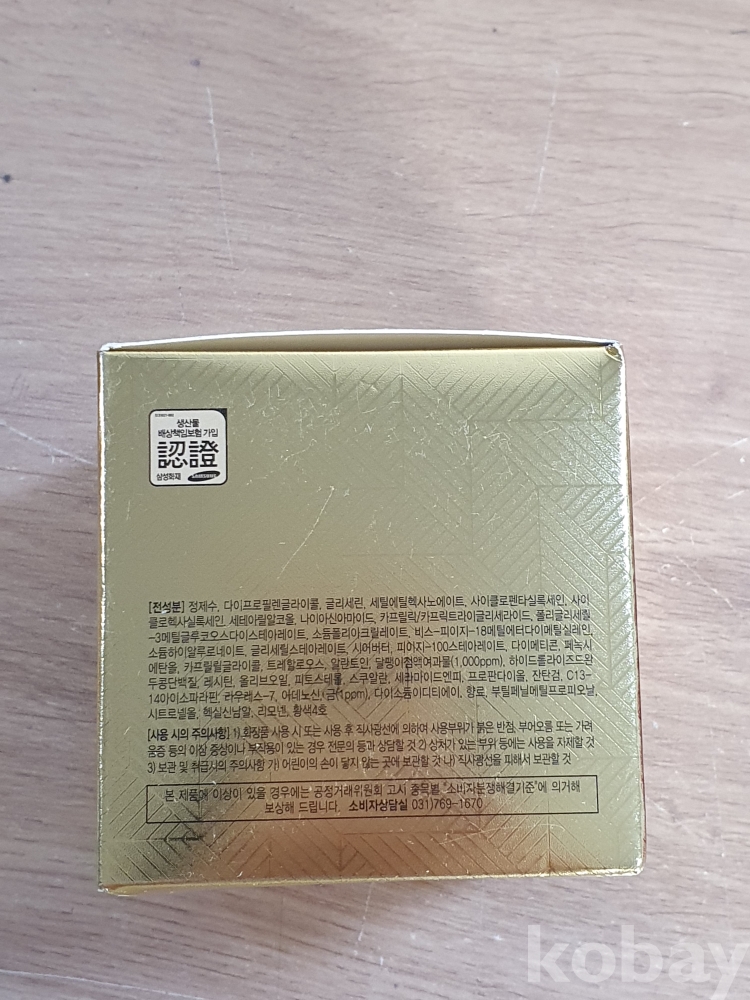 생산물
배상책임보험 가입
認證
삼성화재 SAMSUNG
[전성분] 정제수, 다이프로필렌글라이콜, 글리세린, 세틸에틸헥사노에이트, 사이클로펜타실록세인, 사이
클로헥사실록세인, 세테아릴알코올, 나이아신아마이드, 카프릴릭/카프릭트라이글리세라이드, 폴리글리세릴
-3메틸글루코오스다이스테아레이트, 소듐폴리아크릴레이트, 비스-피이지-18메틸에터다이메틸실레인,
소듐하이알루로네이트, 글리세릴스테아레이트, 시어버터, 피이지-100스테아레이트, 다이메티콘, 페녹시
에탄올, 카프릴릴글라이콜, 트레할로오스, 알란토인, 달팽이점액여과물(1,000ppm), 하이드롤라이즈드완
두콩단백질, 레시틴, 올리브오일, 피토스테롤, 스쿠알란, 세라마이드엔피, 프로판다이올, 잔탄검, C13-
14아이소파라핀, 라우레스-7, 아데노신, 금(1ppm), 다이소듐이디티에이, 향료, 부틸페닐메틸프로피오날,
시트로넬올, 헥실신남알, 리모넨, 황색4호
[사용 시의 주의사항] 1) 화장품 사용 시 또는 사용 후 직사광선에 의하여 사용부위가 붉은 반점, 부어오름 또는 가려
움증 등의 이상 증상이나 부작용이 있는 경우 전문의 등과 상담할 것 2) 상처가 있는 부위 등에는 사용을 자제할 것
3) 보관 및 취급시의 주의사항 가) 어린이의 손이 닿지 않는 곳에 보관할 것 나) 직사광선을 피해서 보관할 것
본 제품에 이상이 있을 경우에는 공정거래위원회 고시 품목별 "소비자분쟁해결기준"에 의거해
보상해 드립니다. 소비자상담실 031)769-1670
kobay